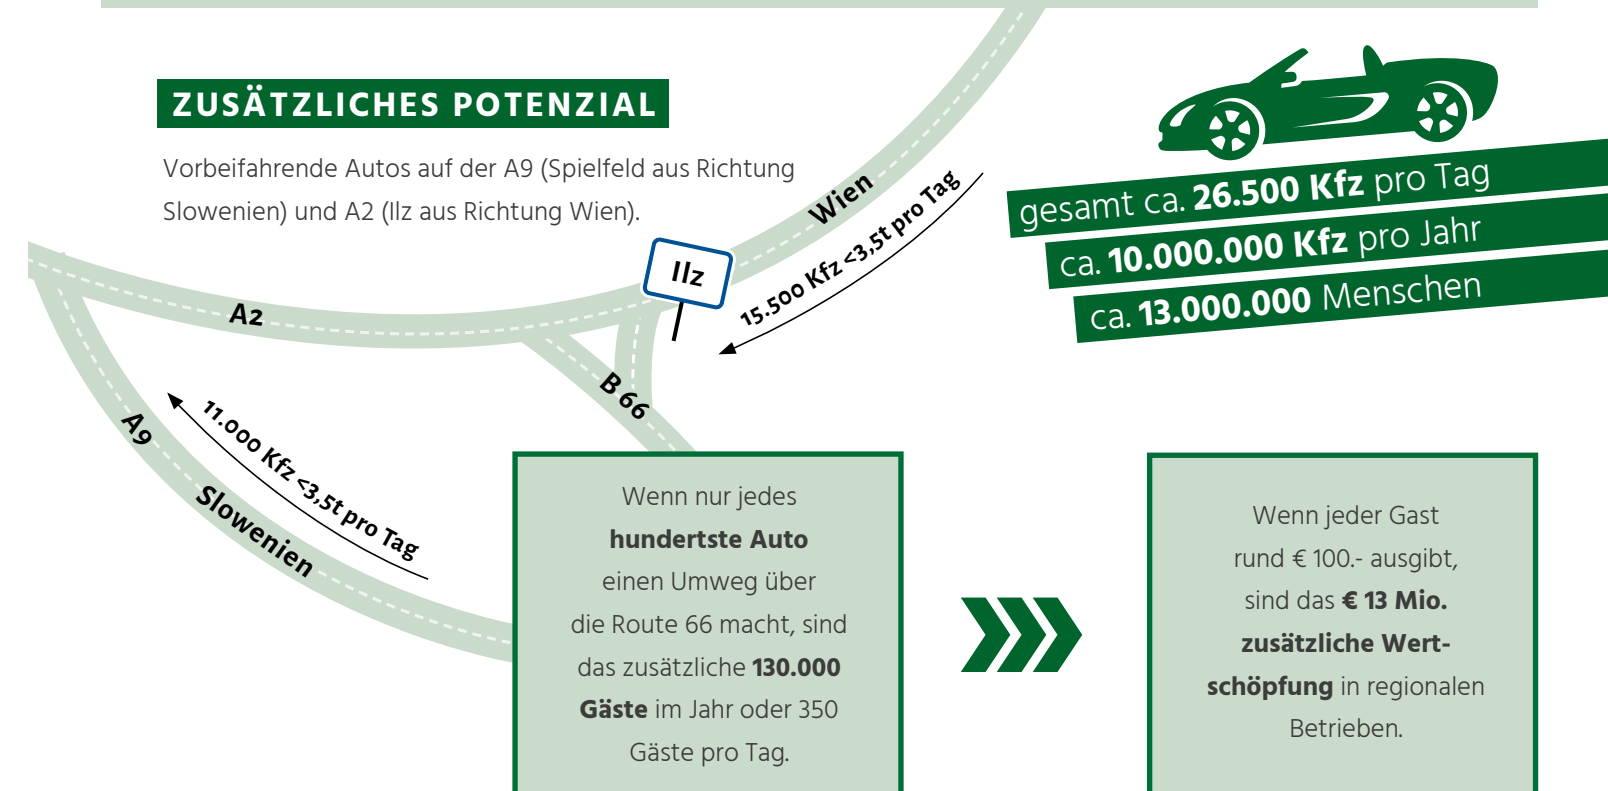 ZUSÄTZLICHES POTENZIAL
Vorbeifahrende Autos auf der A9 (Spielfeld aus Richtung
Slowenien) und A2 (Ilz aus Richtung Wien).
gesamt ca. 26.500 Kfz pro Tag
ca. 10.000.000 Kfz pro Jahr
ca. 13.000.000 Menschen
Wien
15.500 Kfz <3,5t pro Tag
Ilz
A2
B 66
A9
11.000 Kfz <3,5t pro Tag
Slowenien
Wenn nur jedes
hundertste Auto
einen Umweg über
die Route 66 macht, sind
das zusätzliche 130.000
Gäste im Jahr oder 350
Gäste pro Tag.
Wenn jeder Gast
rund € 100.- ausgibt,
sind das € 13 Mio.
zusätzliche Wert-
schöpfung in regionalen
Betrieben.